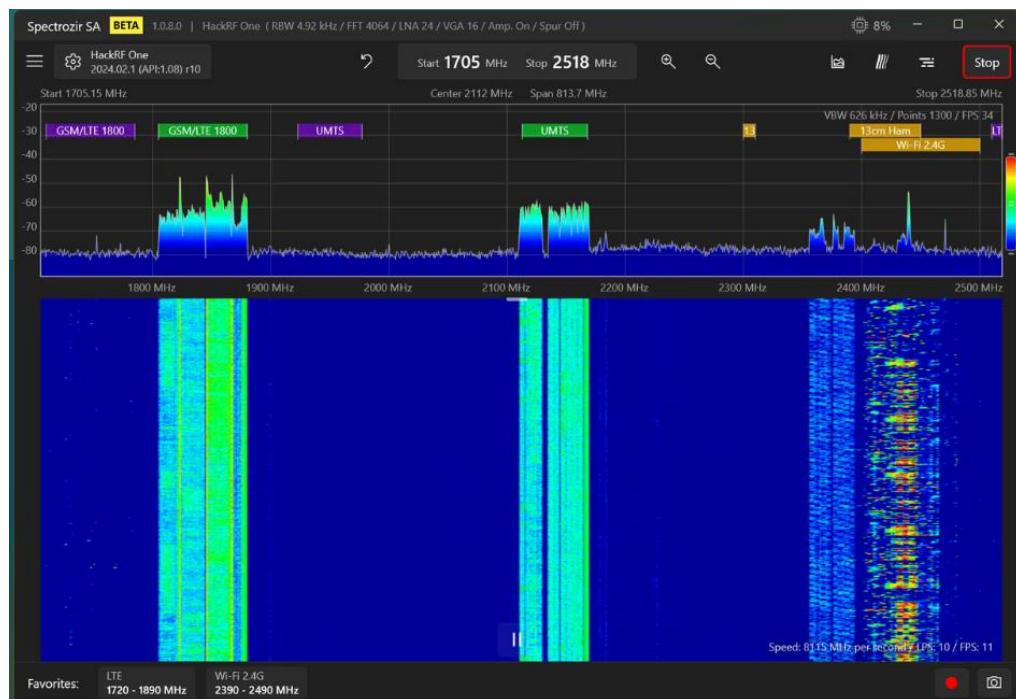 Spectrozir SA BETA 1.0.8.0 | HackRF One ( RBW 4.92 kHz / FFT 4064 / LNA 24 / VGA 16 / Amp. On / Spur Off ) 8%
HackRF One
2024.02.1 (API:1.08) r10
Start 1705 MHz Stop 2518 MHz
Stop
Start 1705.15 MHz Center 2112 MHz Span 813.7 MHz Stop 2518.85 MHz
VBW 626 kHz / Points 1300 / FPS 34
-20
-30
-40
-50
-60
-70
-80
GSM/LTE 1800 GSM/LTE 1800 UMTS UMTS 13 13cm Ham LT
Wi-Fi 2.4G
1800 MHz 1900 MHz 2000 MHz 2100 MHz 2200 MHz 2300 MHz 2400 MHz 2500 MHz
Speed: 8115 MHz per second / LPS: 10 / FPS: 11
Favorites:
LTE
1720 - 1890 MHz
Wi-Fi 2.4G
2390 - 2490 MHz